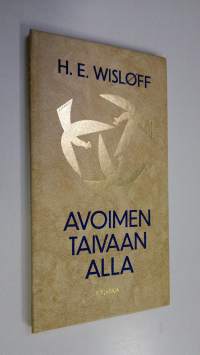 H. E. WISLØFF
AVOIMEN
TAIVAAN
ALLA